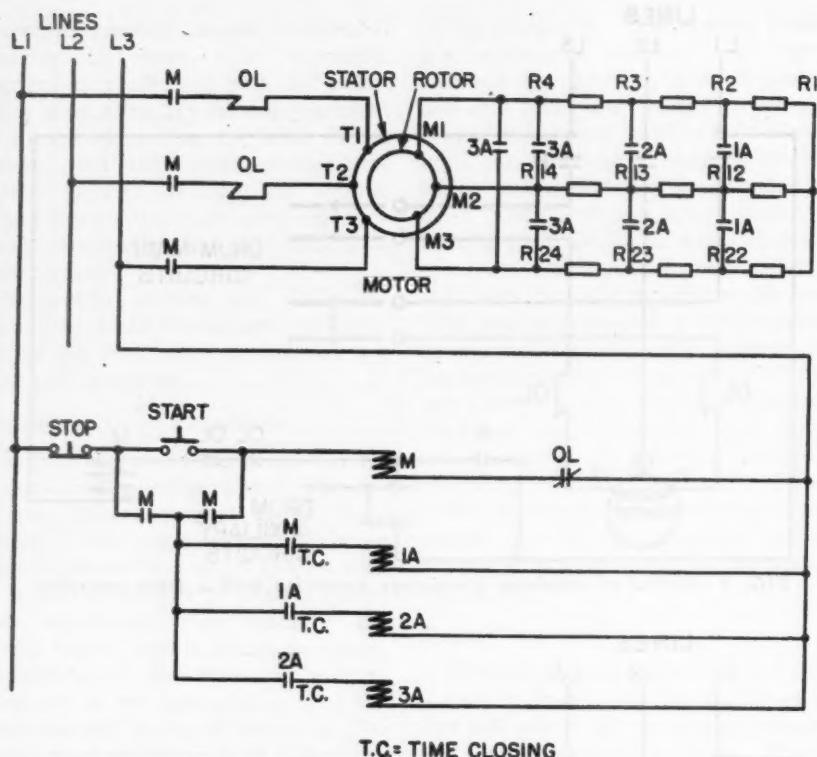 LINES
L1 L2 L3
M OL STATOR ROTOR R4 R3 R2 R1
T1 M1 3A 3A 2A 1A
M OL T2 R14 R13 R12
M2
M T3 M3 3A 2A 1A
R24 R23 R22
MOTOR
STOP START
M OL
M M
M
T.C. 1A
1A
T.C. 2A
2A
T.C. 3A
T.C.= TIME CLOSING